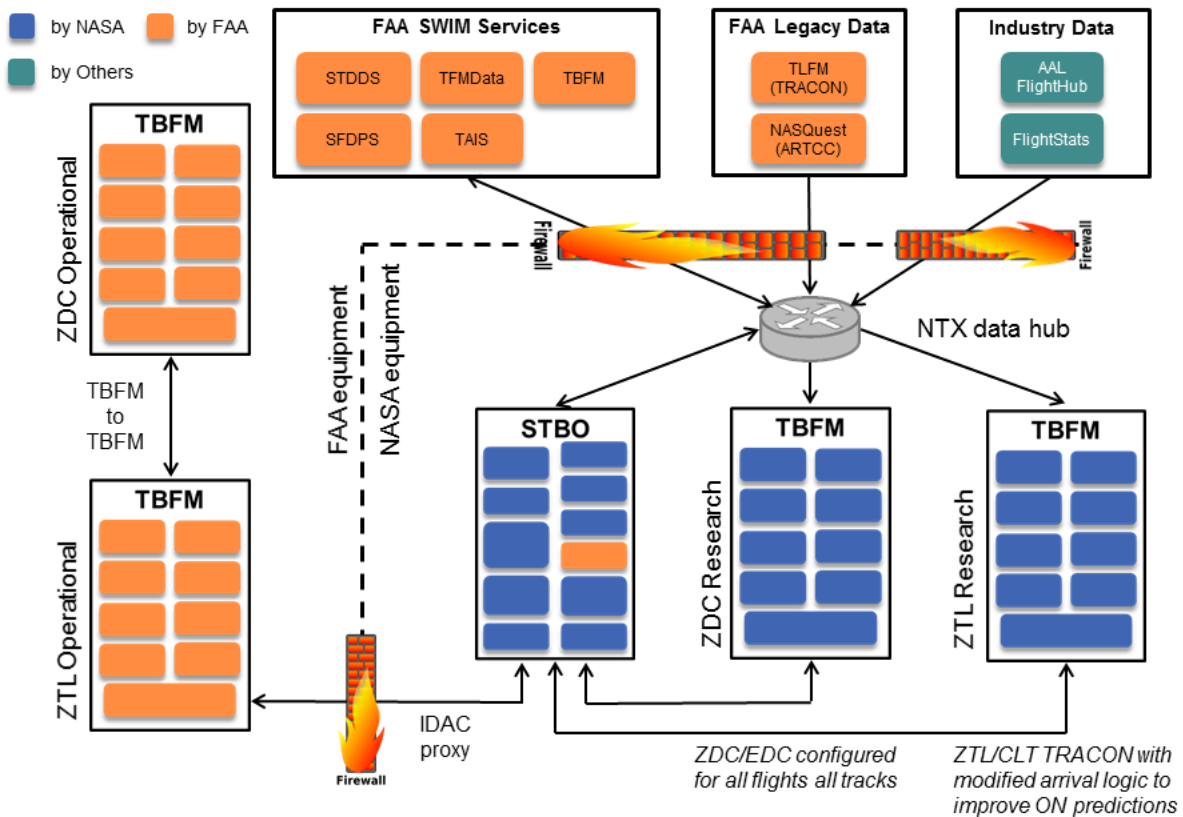 by NASA
by FAA
by Others
FAA SWIM Services
STDDS
TFMData
TBFM
SFDPS
TAIS
FAA Legacy Data
TLFM
(TRACON)
NASQuest
(ARTCC)
Industry Data
AAL
FlightHub
FlightStats
TBFM
ZDC Operational
TBFM
to
TBFM
TBFM
ZTL Operational
Firewall
Firewall
FAA equipment
NASA equipment
NTX data hub
STBO
TBFM
ZDC Research
TBFM
ZTL Research
IDAC
proxy
Firewall
ZDC/EDC configured
for all flights all tracks
ZTL/CLT TRACON with
modified arrival logic to
improve ON predictions